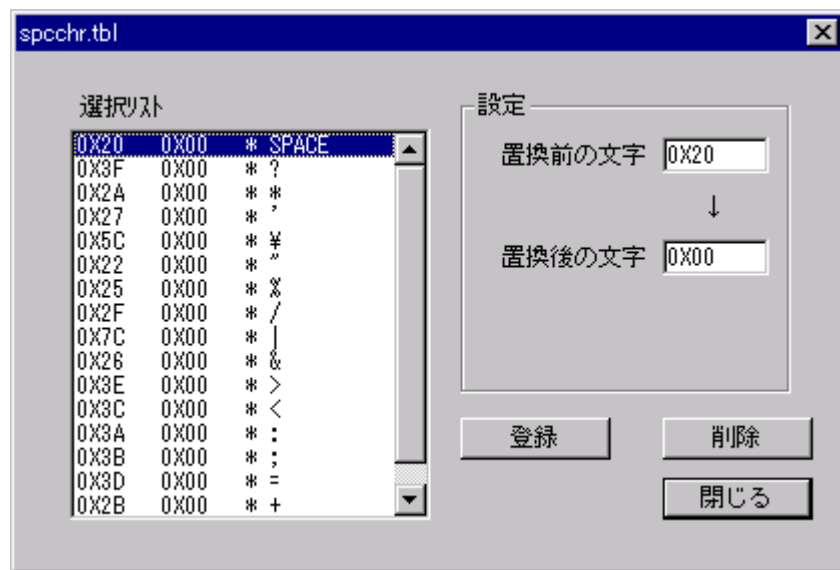 spcchr.tbl
選択ﾘｽﾄ
0X20 0X00 * SPACE
0X3F 0X00 * ?
0X2A 0X00 * *
0X27 0X00 * ’
0X5C 0X00 * ¥
0X22 0X00 * ”
0X25 0X00 * %
0X2F 0X00 * /
0X7C 0X00 * |
0X26 0X00 * &
0X3E 0X00 * >
0X3C 0X00 * <
0X3A 0X00 * :
0X3B 0X00 * ;
0X3D 0X00 * =
0X2B 0X00 * +
設定
置換前の文字 0X20
↓
置換後の文字 0X00
登録
削除
閉じる